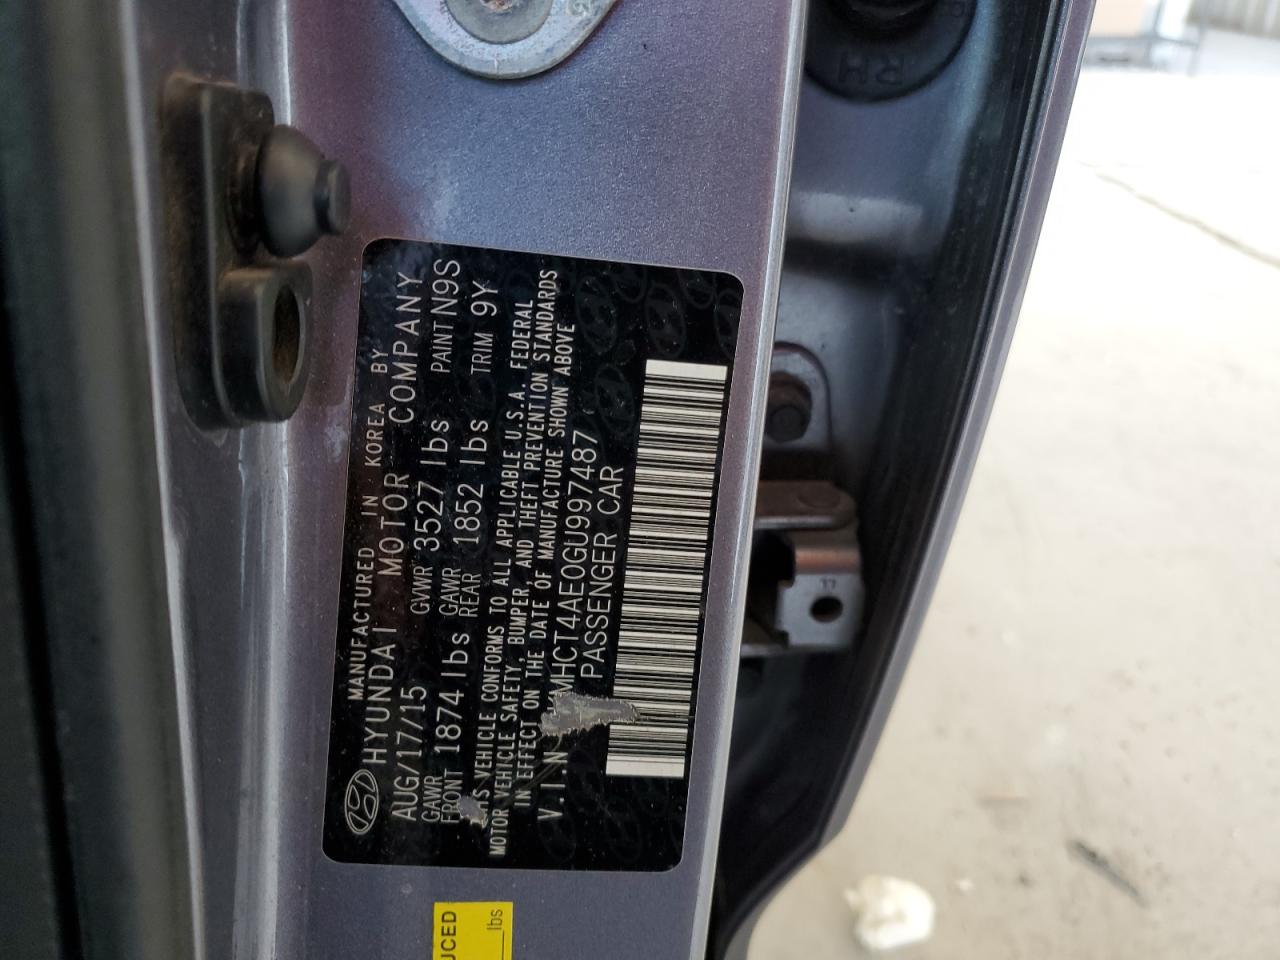 MANUFACTURED IN KOREA BY
HYUNDAI MOTOR COMPANY
AUG/17/15 GVWR 3527 lbs PAINT N9S
GAWR FRONT 1874 lbs GAWR REAR 1852 lbs TRIM 9Y
VEHICLE CONFORMS TO ALL APPLICABLE U.S.A. FEDERAL
MOTOR VEHICLE SAFETY, BUMPER, AND THEFT PREVENTION STANDARDS
IN EFFECT ON THE DATE OF MANUFACTURE SHOWN ABOVE
V.I.N MHCT4AE0GU997487
PASSENGER CAR
UCED
lbs
RH
LL